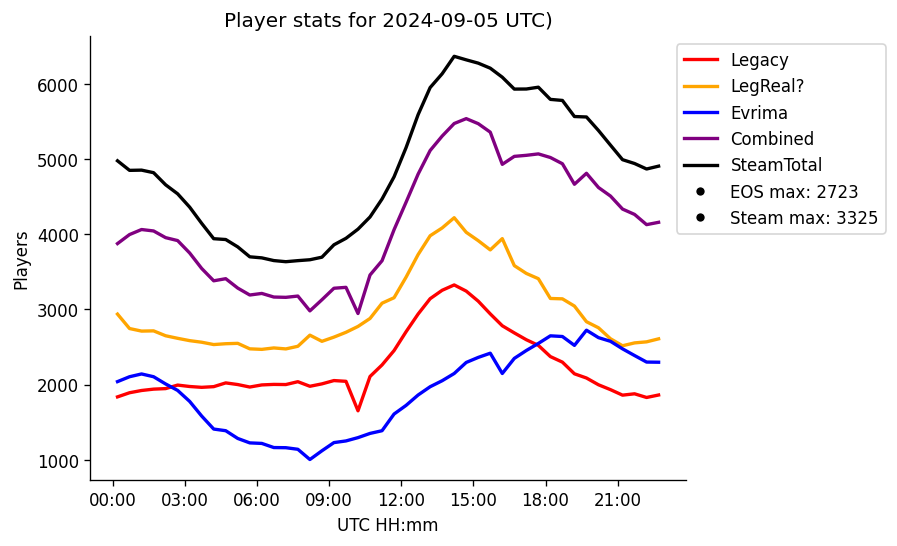 Player stats for 2024-09-05 UTC)
Players
6000
5000
4000
3000
2000
1000
00:00 03:00 06:00 09:00 12:00 15:00 18:00 21:00
UTC HH:mm
Legacy
LegReal?
Evrima
Combined
SteamTotal
EOS max: 2723
Steam max: 3325